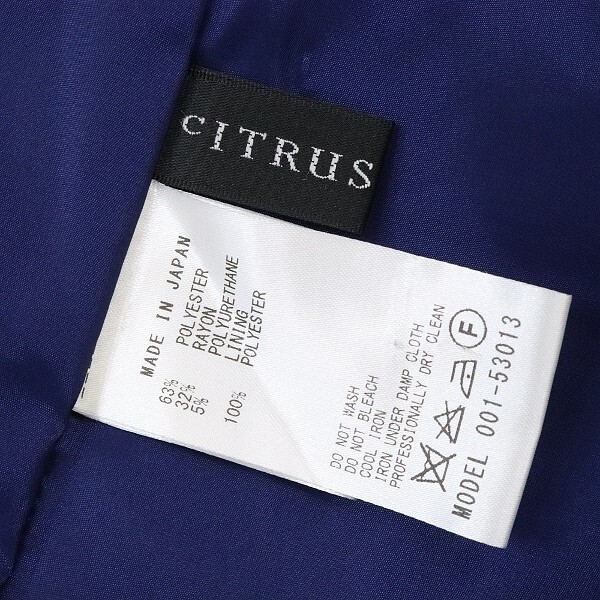 CITRUS
MADE IN JAPAN
63% POLYESTER
32% RAYON
5% POLYURETHANE
LINING
100% POLYESTER
DO NOT WASH
DO NOT BLEACH
COOL IRON
IRON UNDER DAMP CLOTH
PROFESSIONALLY DRY CLEAN
F
MODEL 001-53013